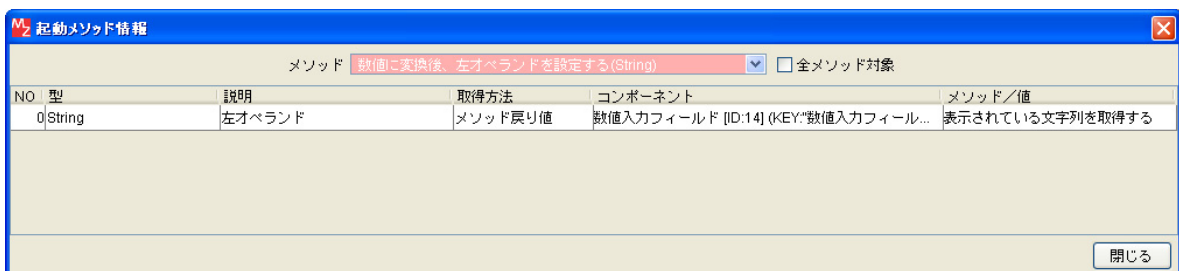 MZ 起動メソッド情報
メソッド 数値に変換後、左オペランドを設定する(String) 全メソッド対象
NO 型 説明 取得方法 コンポーネント メソッド／値
0 String 左オペランド メソッド戻り値 数値入力フィールド [ID:14] (KEY:"数値入力フィール... 表示されている文字列を取得する
閉じる